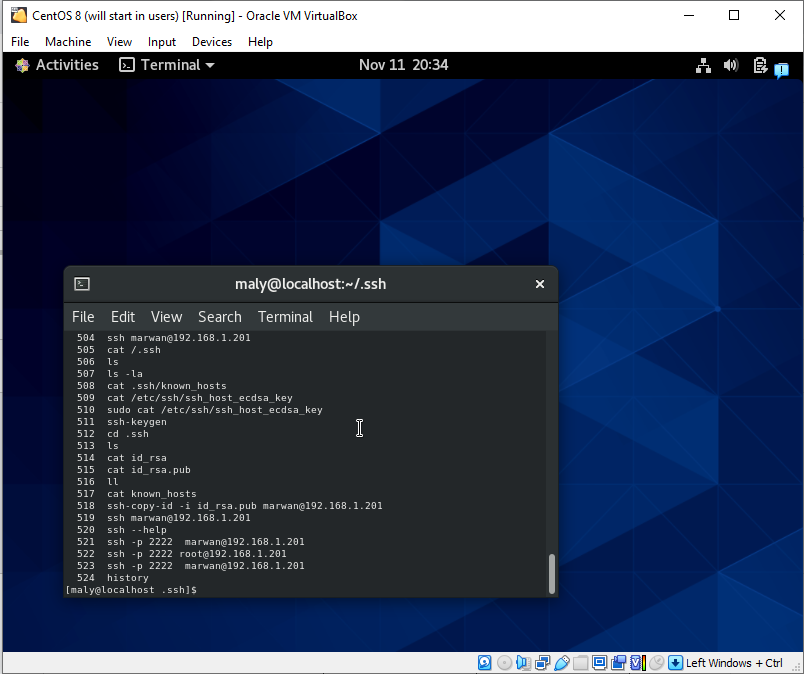 CentOS 8 (will start in users) [Running] - Oracle VM VirtualBox
File Machine View Input Devices Help
Activities Terminal Nov 11 20:34
maly@localhost:~/.ssh
File Edit View Search Terminal Help
504 ssh marwan@192.168.1.201
505 cat /.ssh
506 ls
507 ls -la
508 cat .ssh/known_hosts
509 cat /etc/ssh/ssh_host_ecdsa_key
510 sudo cat /etc/ssh/ssh_host_ecdsa_key
511 ssh-keygen
512 cd .ssh
513 ls
514 cat id_rsa
515 cat id_rsa.pub
516 ll
517 cat known_hosts
518 ssh-copy-id -i id_rsa.pub marwan@192.168.1.201
519 ssh marwan@192.168.1.201
520 ssh --help
521 ssh -p 2222  marwan@192.168.1.201
522 ssh -p 2222 root@192.168.1.201
523 ssh -p 2222  marwan@192.168.1.201
524 history
[maly@localhost .ssh]$
Left Windows + Ctrl